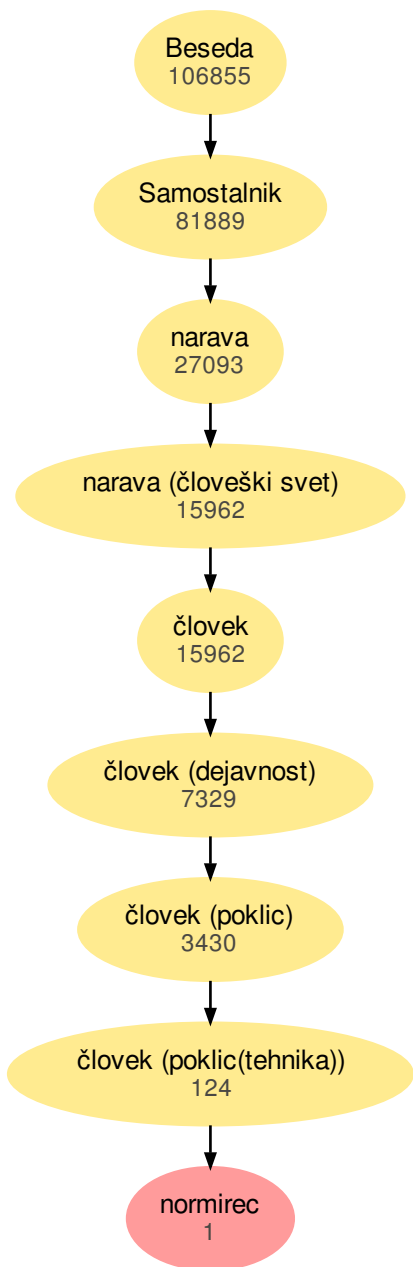 Beseda
106855
Samostalnik
81889
narava
27093
narava (človeški svet)
15962
človek
15962
človek (dejavnost)
7329
človek (poklic)
3430
človek (poklic(tehnika))
124
normirec
1